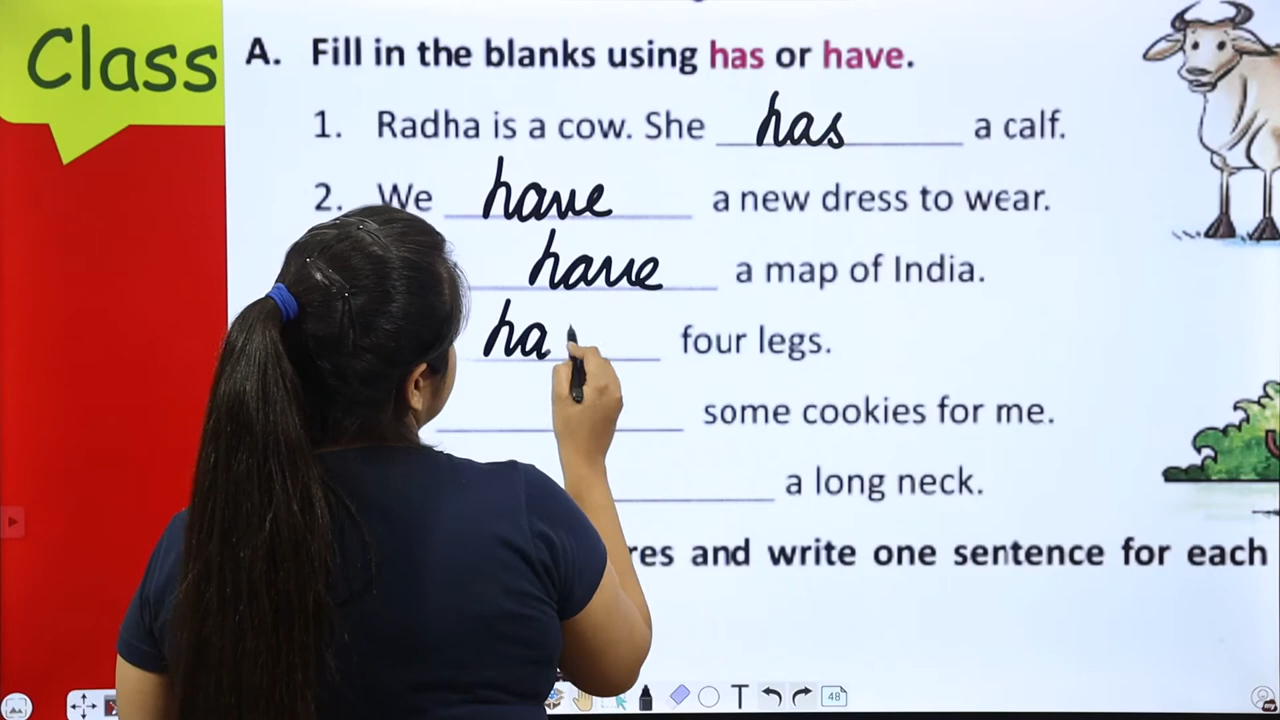 Class
A. Fill in the blanks using has or have.
1. Radha is a cow. She has a calf.
2. We have a new dress to wear.
have a map of India.
ha four legs.
some cookies for me.
a long neck.
and write one sentence for each
T 48